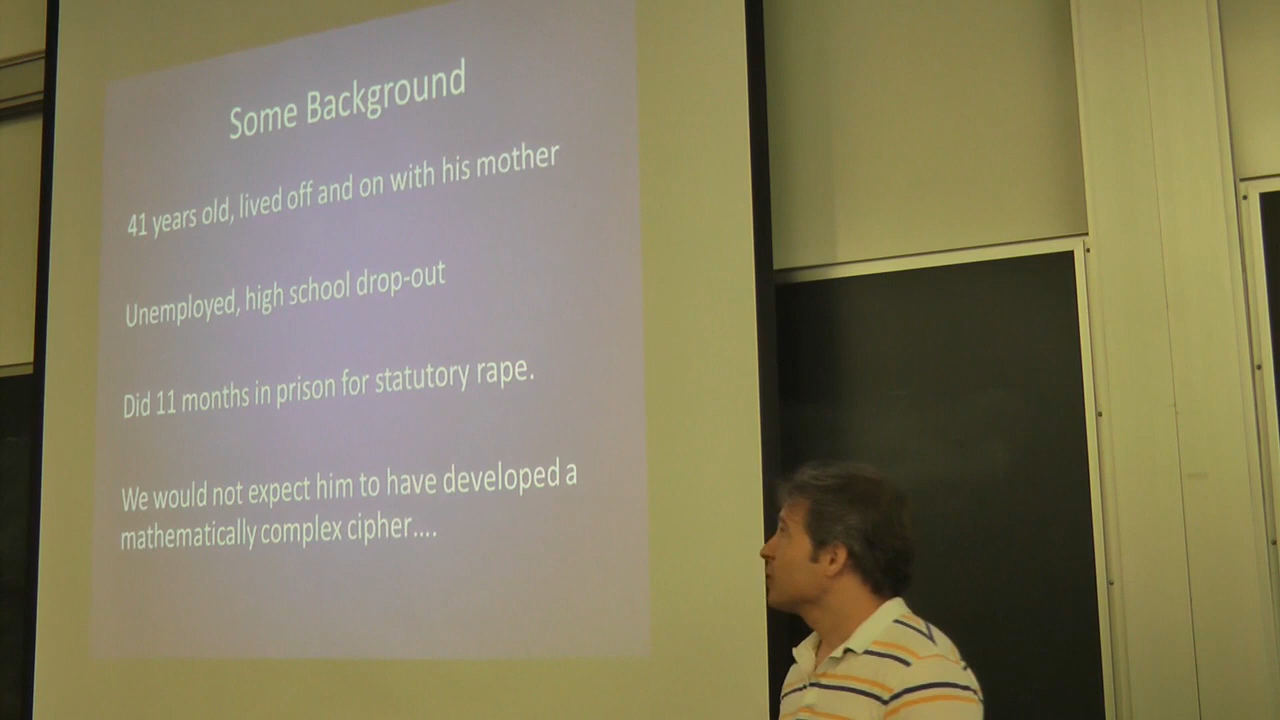 Some Background
41 years old, lived off and on with his mother
Unemployed, high school drop-out
Did 11 months in prison for statutory rape.
We would not expect him to have developed a
mathematically complex cipher....